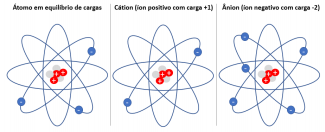 Átomo em equilíbrio de cargas
Cátion (íon positivo com carga +1)
Ânion (íon negativo com carga -2)